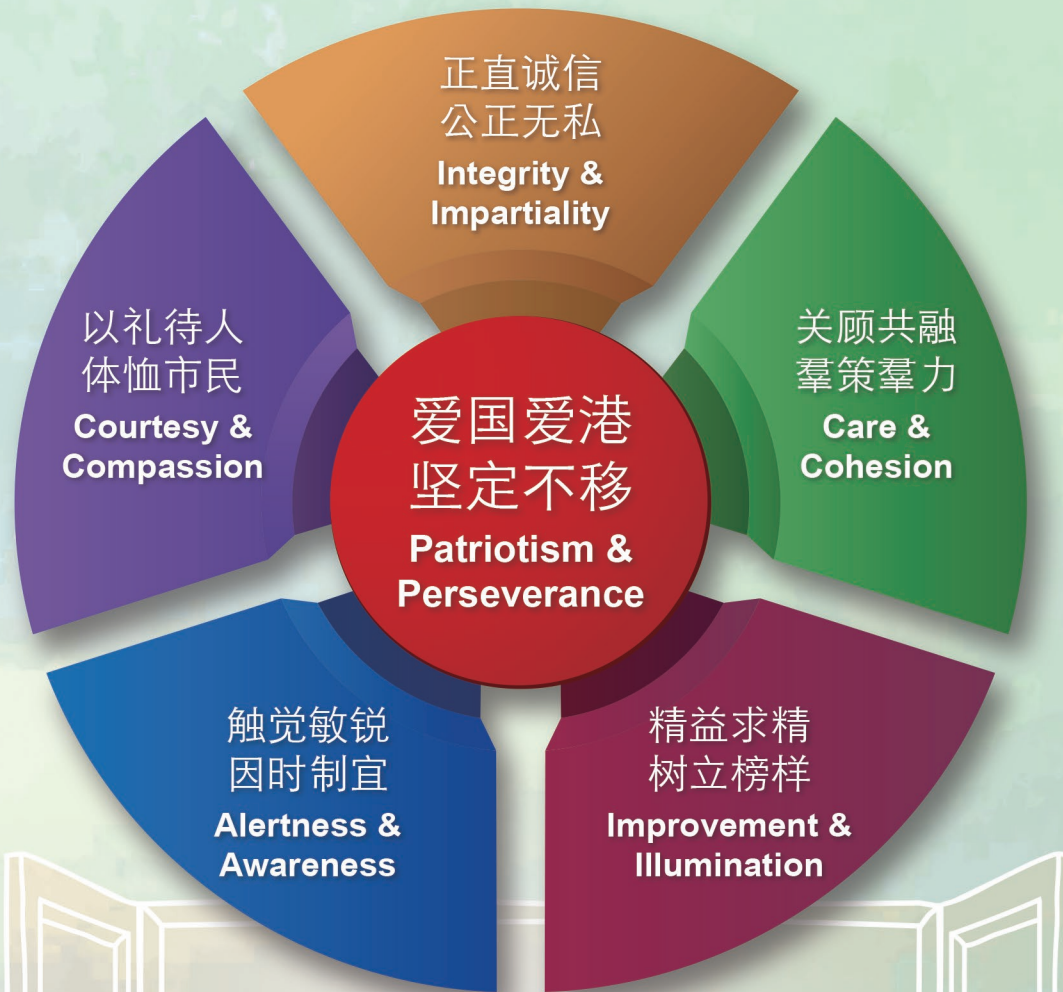 正直诚信
公正无私
Integrity &
Impartiality
以礼待人
体恤市民
Courtesy &
Compassion
关顾共融
羣策羣力
Care &
Cohesion
爱国爱港
坚定不移
Patriotism &
Perseverance
触觉敏锐
因时制宜
Alertness &
Awareness
精益求精
树立榜样
Improvement &
Illumination